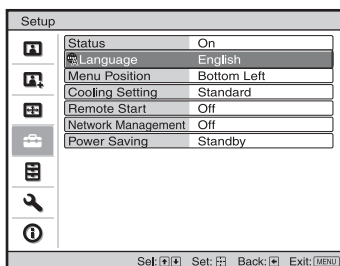 Setup
Status On
Language English
Menu Position Bottom Left
Cooling Setting Standard
Remote Start Off
Network Management Off
Power Saving Standby
Sel: Set: Back: Exit: MENU